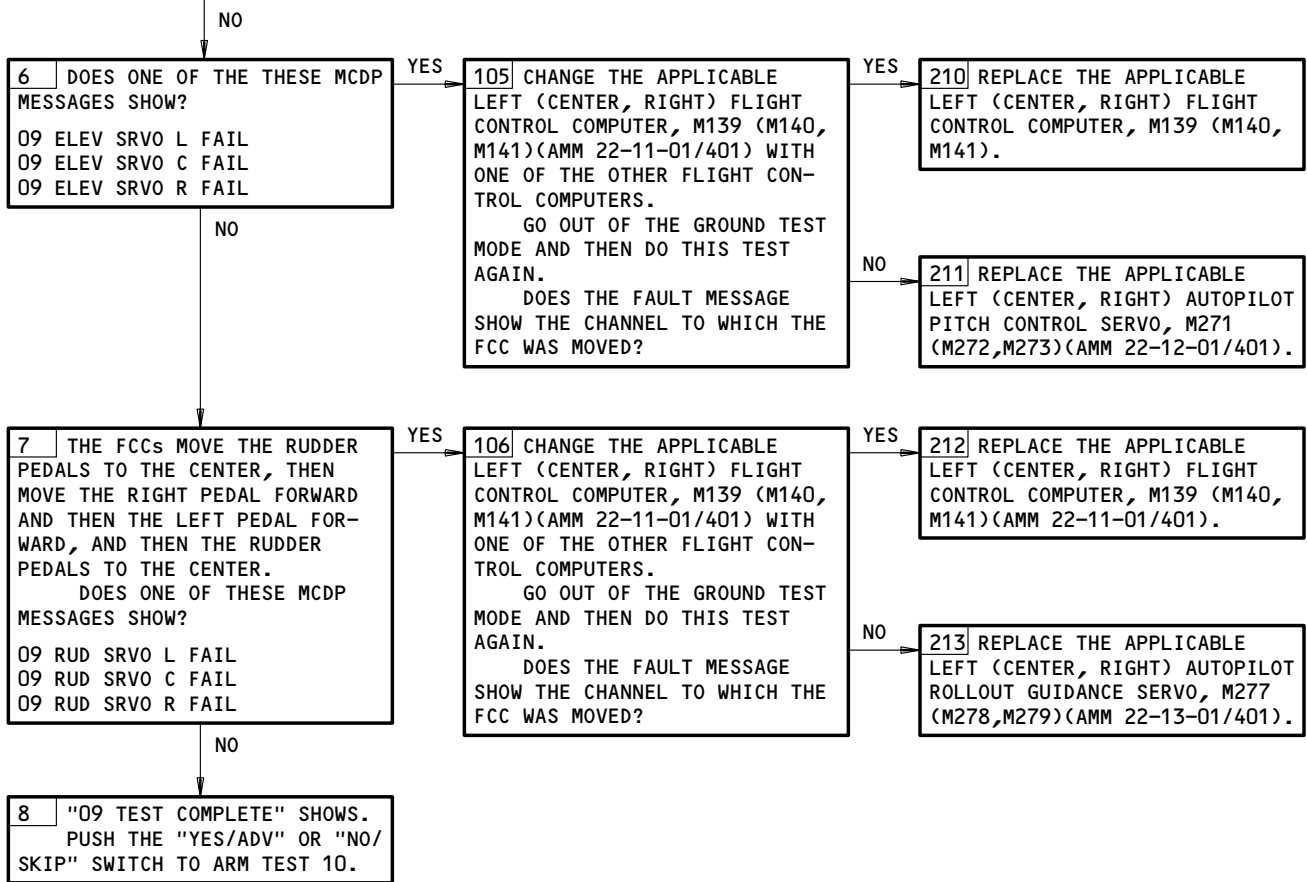 NO
6 DOES ONE OF THE THESE MCDP
MESSAGES SHOW?
09 ELEV SRVO L FAIL
09 ELEV SRVO C FAIL
09 ELEV SRVO R FAIL
YES
105 CHANGE THE APPLICABLE
LEFT (CENTER, RIGHT) FLIGHT
CONTROL COMPUTER, M139 (M140,
M141)(AMM 22-11-01/401) WITH
ONE OF THE OTHER FLIGHT CON-
TROL COMPUTERS.
GO OUT OF THE GROUND TEST
MODE AND THEN DO THIS TEST
AGAIN.
DOES THE FAULT MESSAGE
SHOW THE CHANNEL TO WHICH THE
FCC WAS MOVED?
YES
210 REPLACE THE APPLICABLE
LEFT (CENTER, RIGHT) FLIGHT
CONTROL COMPUTER, M139 (M140,
M141).
NO
211 REPLACE THE APPLICABLE
LEFT (CENTER, RIGHT) AUTOPILOT
PITCH CONTROL SERVO, M271
(M272,M273)(AMM 22-12-01/401).
NO
7 THE FCCs MOVE THE RUDDER
PEDALS TO THE CENTER, THEN
MOVE THE RIGHT PEDAL FORWARD
AND THEN THE LEFT PEDAL FOR-
WARD, AND THEN THE RUDDER
PEDALS TO THE CENTER.
DOES ONE OF THESE MCDP
MESSAGES SHOW?
09 RUD SRVO L FAIL
09 RUD SRVO C FAIL
09 RUD SRVO R FAIL
YES
106 CHANGE THE APPLICABLE
LEFT (CENTER, RIGHT) FLIGHT
CONTROL COMPUTER, M139 (M140,
M141)(AMM 22-11-01/401) WITH
ONE OF THE OTHER FLIGHT CON-
TROL COMPUTERS.
GO OUT OF THE GROUND TEST
MODE AND THEN DO THIS TEST
AGAIN.
DOES THE FAULT MESSAGE
SHOW THE CHANNEL TO WHICH THE
FCC WAS MOVED?
YES
212 REPLACE THE APPLICABLE
LEFT (CENTER, RIGHT) FLIGHT
CONTROL COMPUTER, M139 (M140,
M141)(AMM 22-11-01/401).
NO
213 REPLACE THE APPLICABLE
LEFT (CENTER, RIGHT) AUTOPILOT
ROLLOUT GUIDANCE SERVO, M277
(M278,M279)(AMM 22-13-01/401).
NO
8 "09 TEST COMPLETE" SHOWS.
PUSH THE "YES/ADV" OR "NO/
SKIP" SWITCH TO ARM TEST 10.